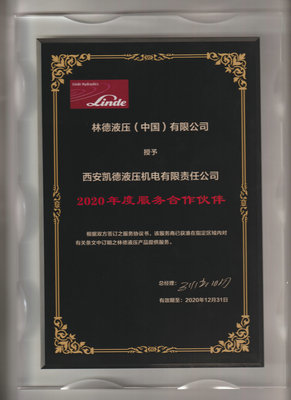 Linde Hydraulics
Linde
林德液压（中国）有限公司
授予
西安凯德液压机电有限责任公司
2020年度服务合作伙伴
根据双方签订之服务协议书，该服务商已获准在指定区域内对
有关条文中订明之林德液压产品提供服务。
总经理：
有效期至：2020年12月31日